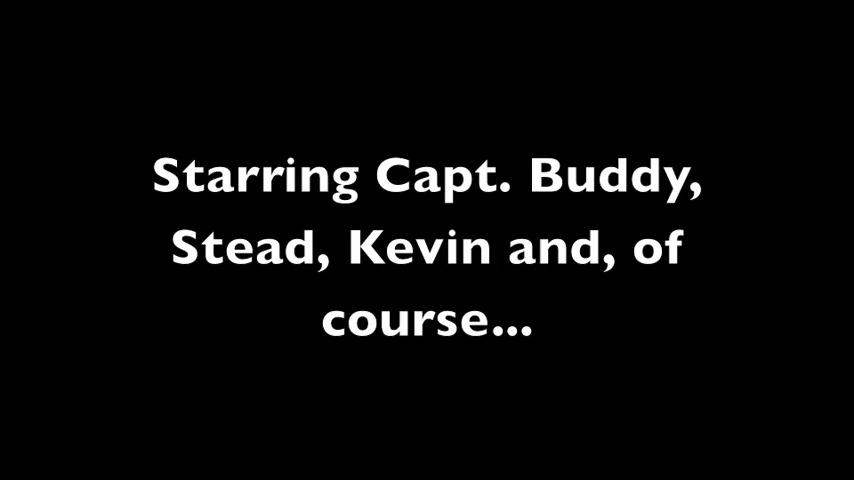 Starring Capt. Buddy,
Stead, Kevin and, of
course...